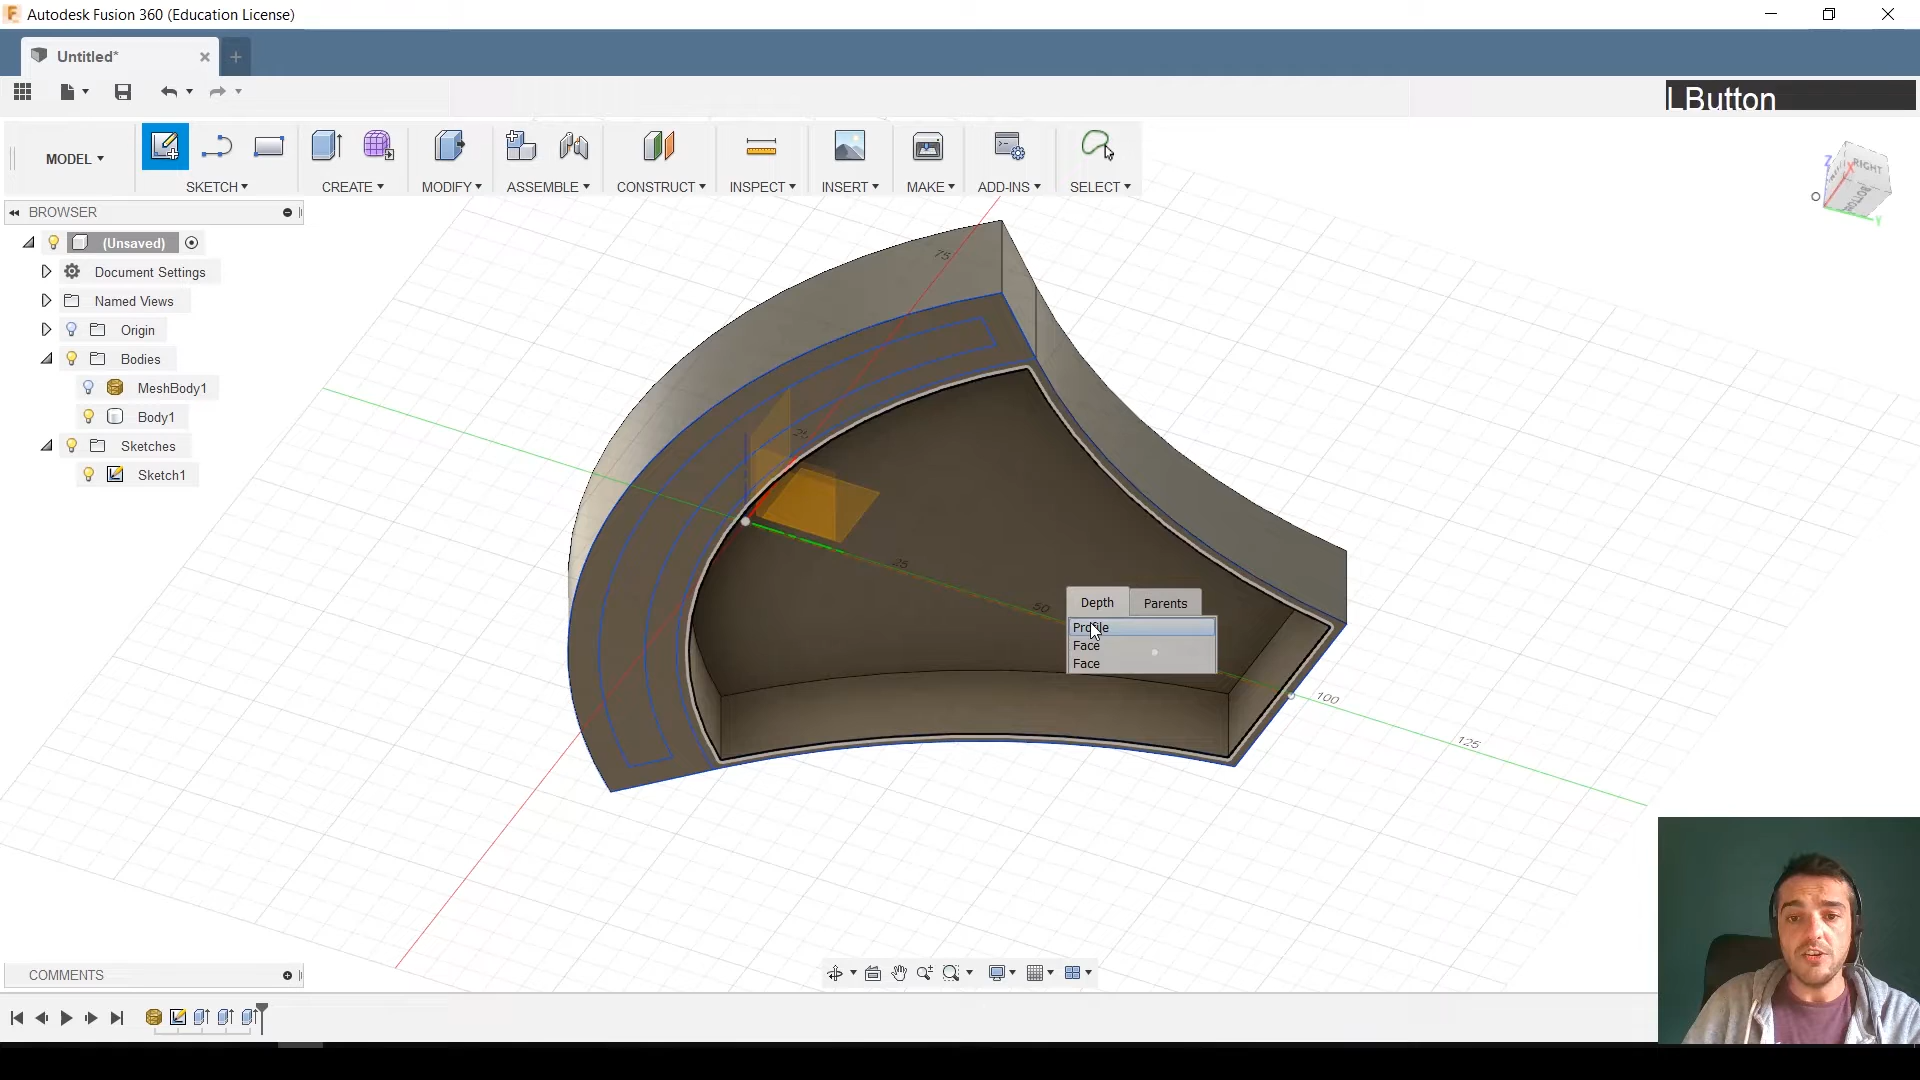 Autodesk Fusion 360 (Education License)
Untitled*
LButton
MODEL
SKETCH
CREATE
MODIFY
ASSEMBLE
CONSTRUCT
INSPECT
INSERT
MAKE
ADD-INS
SELECT
BROWSER
(Unsaved)
Document Settings
Named Views
Origin
Bodies
MeshBody1
Body1
Sketches
Sketch1
RIGHT
BOTTOM
Z
X
Y
75
25
25
50
100
125
Depth
Parents
Profile
Face
Face
COMMENTS